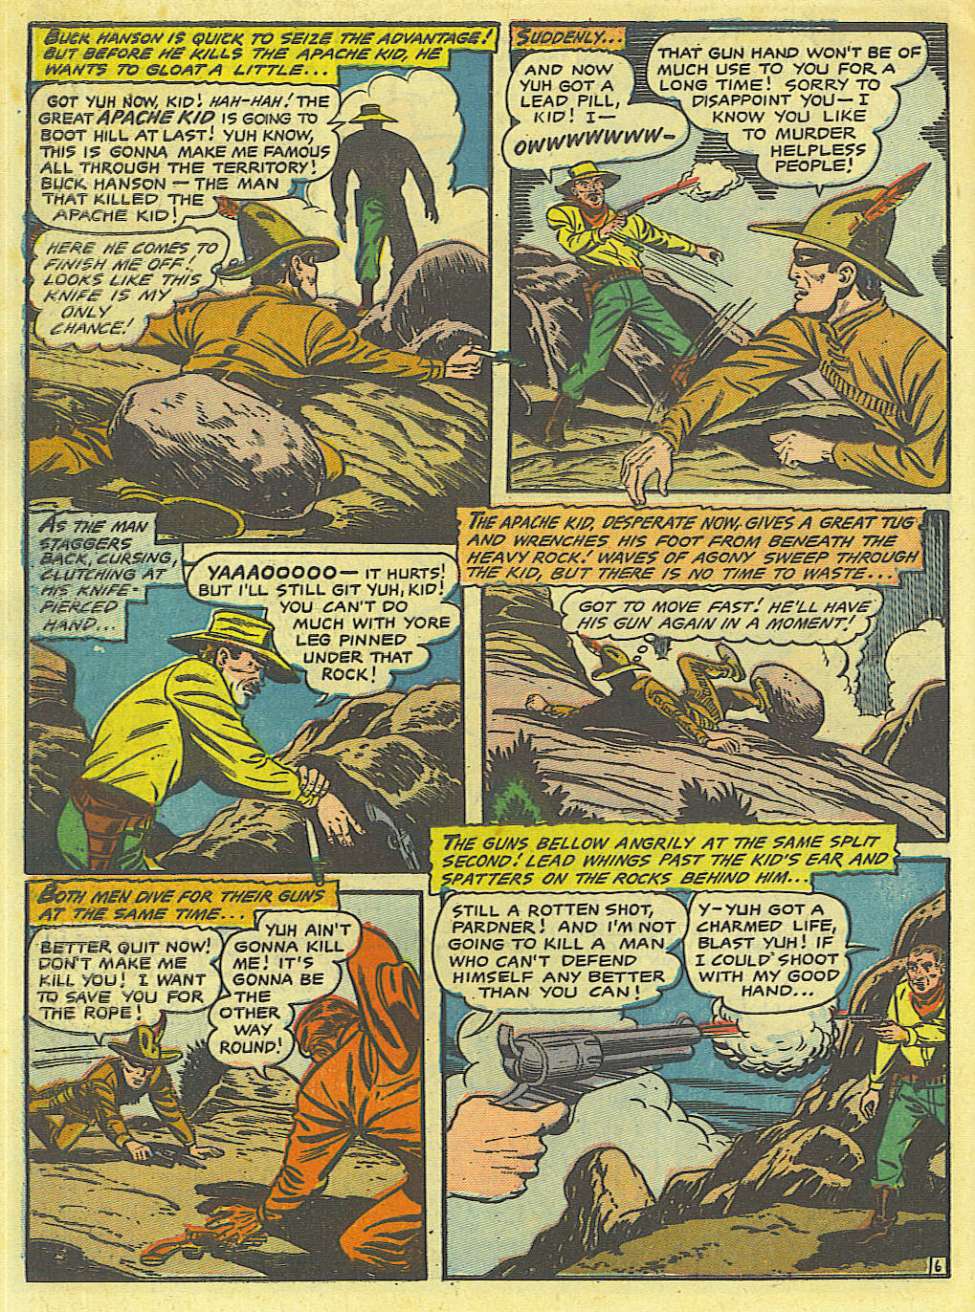 BUCK HANSON IS QUICK TO SEIZE THE ADVANTAGE!
BUT BEFORE HE KILLS THE APACHE KID, HE
WANTS TO GLOAT A LITTLE...
GOT YUH NOW, KID! HAH-HAH! THE
GREAT APACHE KID IS GOING TO
BOOT HILL AT LAST! YUH KNOW,
THIS IS GONNA MAKE ME FAMOUS
ALL THROUGH THE TERRITORY!
BUCK HANSON — THE MAN
THAT KILLED THE
APACHE KID!
HERE HE COMES TO
FINISH ME OFF!
LOOKS LIKE THIS
KNIFE IS MY
ONLY
CHANCE!
SUDDENLY...
AND NOW
YUH GOT A
LEAD PILL,
KID! I—
OWWWWWWW-
THAT GUN HAND WON'T BE OF
MUCH USE TO YOU FOR A
LONG TIME! SORRY TO
DISAPPOINT YOU — I
KNOW YOU LIKE
TO MURDER
HELPLESS
PEOPLE!
AS THE MAN
STAGGERS
BACK, CURSING,
CLUTCHING AT
HIS KNIFE-
PIERCED
HAND...
YAAAOOOOO — IT HURTS!
BUT I'LL STILL GIT YUH, KID!
YOU CAN'T DO
MUCH WITH YORE
LEG PINNED
UNDER THAT
ROCK!
THE APACHE KID, DESPERATE NOW, GIVES A GREAT TUG
AND WRENCHES HIS FOOT FROM BENEATH THE
HEAVY ROCK! WAVES OF AGONY SWEEP THROUGH
THE KID, BUT THERE IS NO TIME TO WASTE...
GOT TO MOVE FAST! HE'LL HAVE
HIS GUN AGAIN IN A MOMENT!
BOTH MEN DIVE FOR THEIR GUNS
AT THE SAME TIME...
BETTER QUIT NOW!
DON'T MAKE ME
KILL YOU! I WANT
TO SAVE YOU FOR
THE ROPE!
YUH AIN'T
GONNA KILL
ME! IT'S
GONNA BE
THE
OTHER
WAY
ROUND!
THE GUNS BELLOW ANGRILY AT THE SAME SPLIT
SECOND! LEAD WHINGS PAST THE KID'S EAR AND
SPATTERS ON THE ROCKS BEHIND HIM...
STILL A ROTTEN SHOT,
PARDNER! AND I'M NOT
GOING TO KILL A MAN
WHO CAN'T DEFEND
HIMSELF ANY BETTER
THAN YOU CAN!
Y-YUH GOT A
CHARMED LIFE,
BLAST YUH! IF
I COULD SHOOT
WITH MY GOOD
HAND...
6